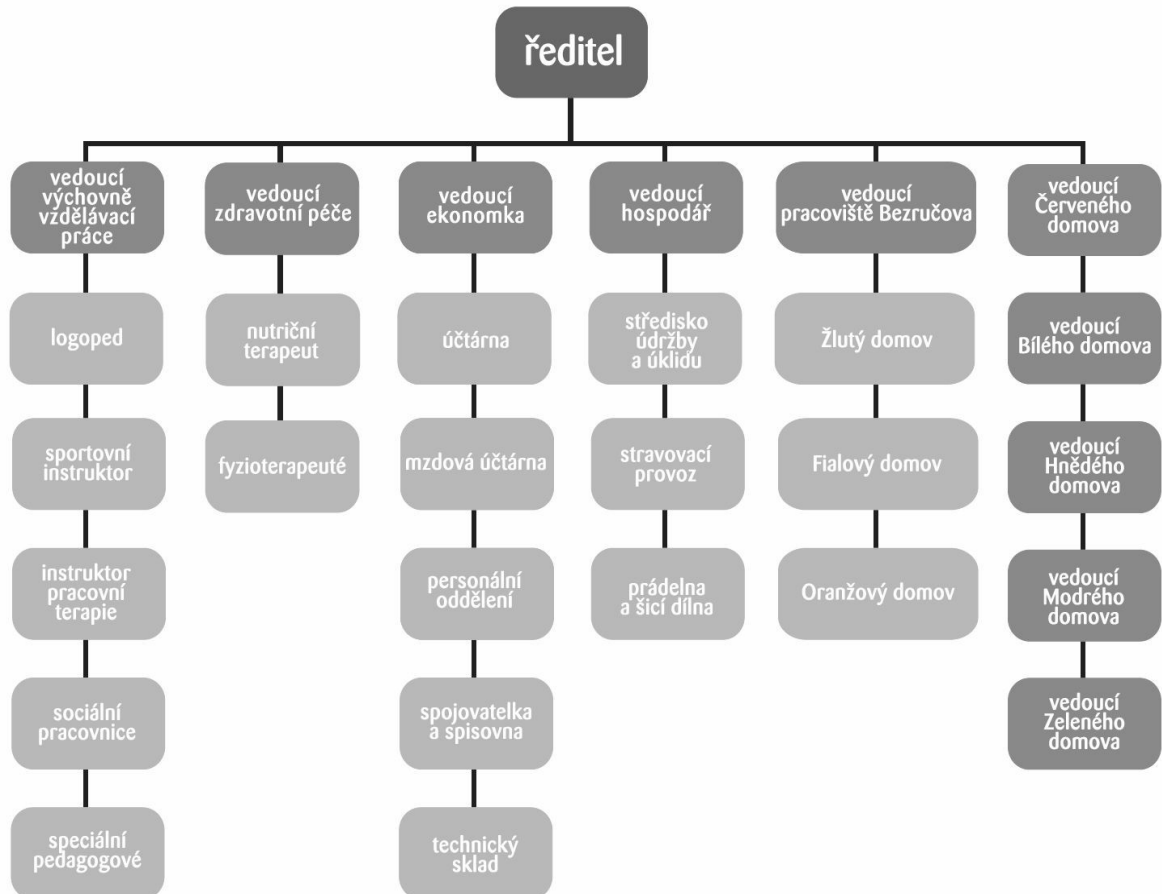 ředitel
vedoucí
výchovně
vzdělávací
práce
logoped
sportovní
instruktor
instruktor
pracovní
terapie
sociální
pracovnice
speciální
pedagogové
vedoucí
zdravotní péče
nutriční
terapeut
fyzioterapeuté
vedoucí
ekonomka
účtárna
mzdová účtárna
personální
oddělení
spojovatelka
a spisovna
technický
sklad
vedoucí
hospodář
středisko
údržby
a úklidu
stravovací
provoz
prádelna
a šicí dílna
vedoucí
pracoviště Bezručova
Žlutý domov
Fialový domov
Oranžový domov
vedoucí
Červeného
domova
vedoucí
Bílého domova
vedoucí
Hnědého
domova
vedoucí
Modrého
domova
vedoucí
Zeleného
domova